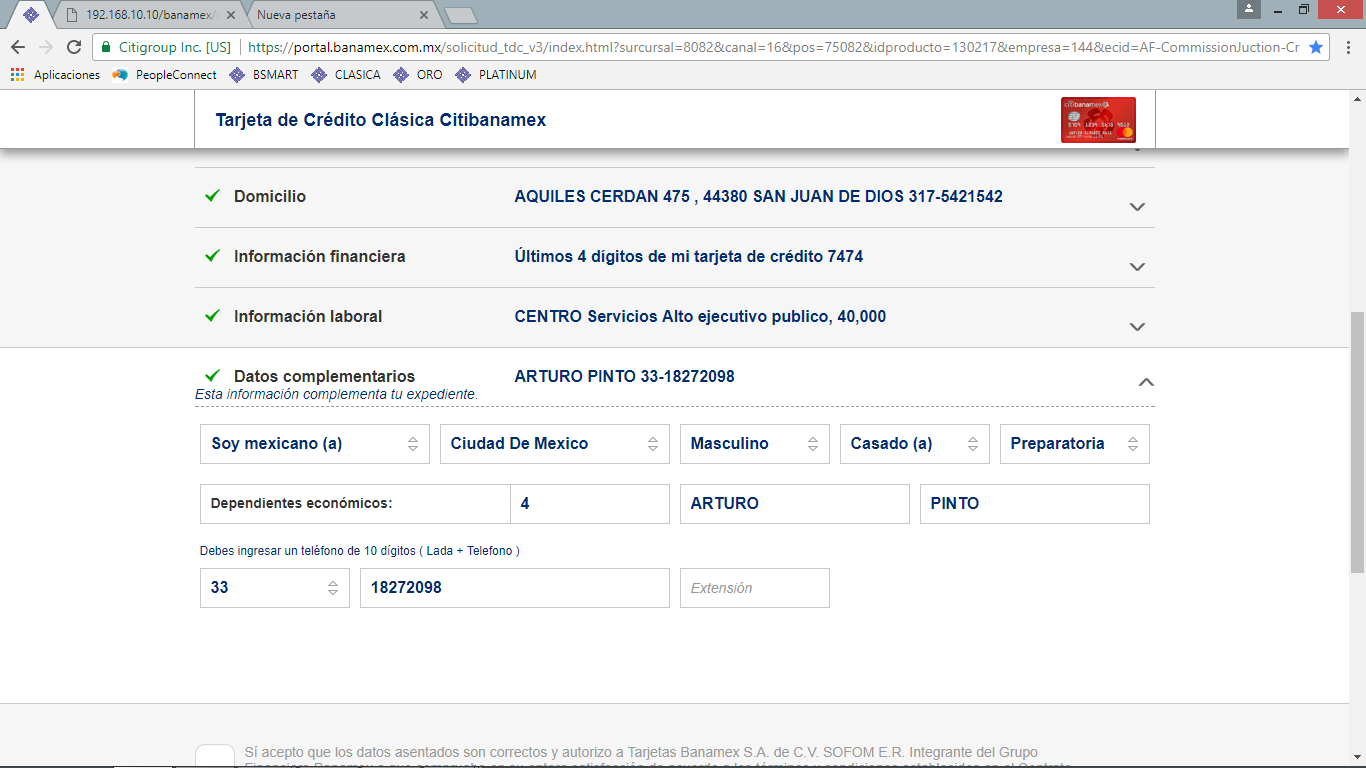 192.168.10.10/banamex/
Nueva pestaña
Citigroup Inc. [US]
https://portal.banamex.com.mx/solicitud_tdc_v3/index.html?surcursal=8082&canal=16&pos=75082&idproducto=130217&empresa=144&ecid=AF-CommissionJuction-Cr
Aplicaciones PeopleConnect BSMART CLASICA ORO PLATINUM
Tarjeta de Crédito Clásica Citibanamex
citibanamex
Domicilio AQUILES CERDAN 475 , 44380 SAN JUAN DE DIOS 317-5421542
Información financiera Últimos 4 dígitos de mi tarjeta de crédito 7474
Información laboral CENTRO Servicios Alto ejecutivo publico, 40,000
Datos complementarios ARTURO PINTO 33-18272098
Esta información complementa tu expediente.
Soy mexicano (a) Ciudad De Mexico Masculino Casado (a) Preparatoria
Dependientes económicos: 4 ARTURO PINTO
Debes ingresar un teléfono de 10 dígitos ( Lada + Telefono )
33 18272098 Extensión
Sí acepto que los datos asentados son correctos y autorizo a Tarjetas Banamex S.A. de C.V. SOFOM E.R. Integrante del Grupo